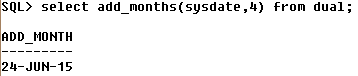 SQL> select add_months(sysdate,4) from dual;
ADD_MONTH
---------
24-JUN-15